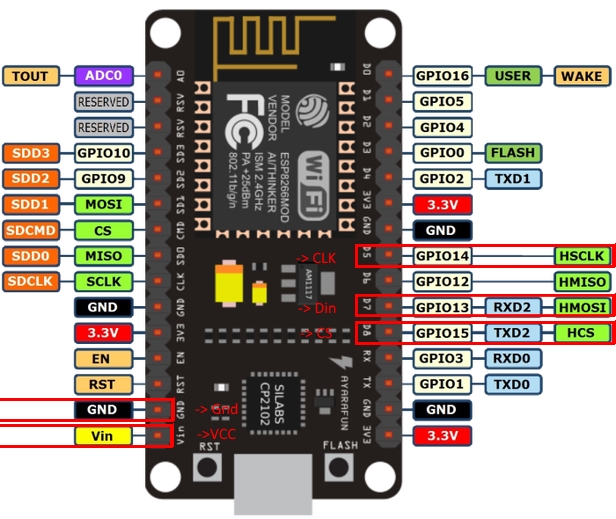 TOUT ADC0
RESERVED
RESERVED
SDD3 GPIO10
SDD2 GPIO9
SDD1 MOSI
SDCMD CS
SDD0 MISO
SDCLK SCLK
GND
3.3V
EN
RST
GND
Vin
A0
RSV
RSV
SD3
SD2
SD1
CMD
SD0
CLK
GND
3V3
EN
RST
GND
Vin
MODEL
VENDOR
ESP8266MOD
AI/THINKER
ISM 2.4GHz
PA +25dBm
802.11b/g/n
FC
Wi Fi
-> CLK
AM1117
-> Din
-> CS
-> Gnd
->VCC
SILABS
CP2102
AYARAFUN
RST
FLASH
D0
D1
D2
D3
D4
3V3
GND
D5
D6
D7
D8
RX
TX
GND
3V3
GPIO16 USER WAKE
GPIO5
GPIO4
GPIO0 FLASH
GPIO2 TXD1
3.3V
GND
GPIO14 HSCLK
GPIO12 HMISO
GPIO13 RXD2 HMOSI
GPIO15 TXD2 HCS
GPIO3 RXD0
GPIO1 TXD0
GND
3.3V